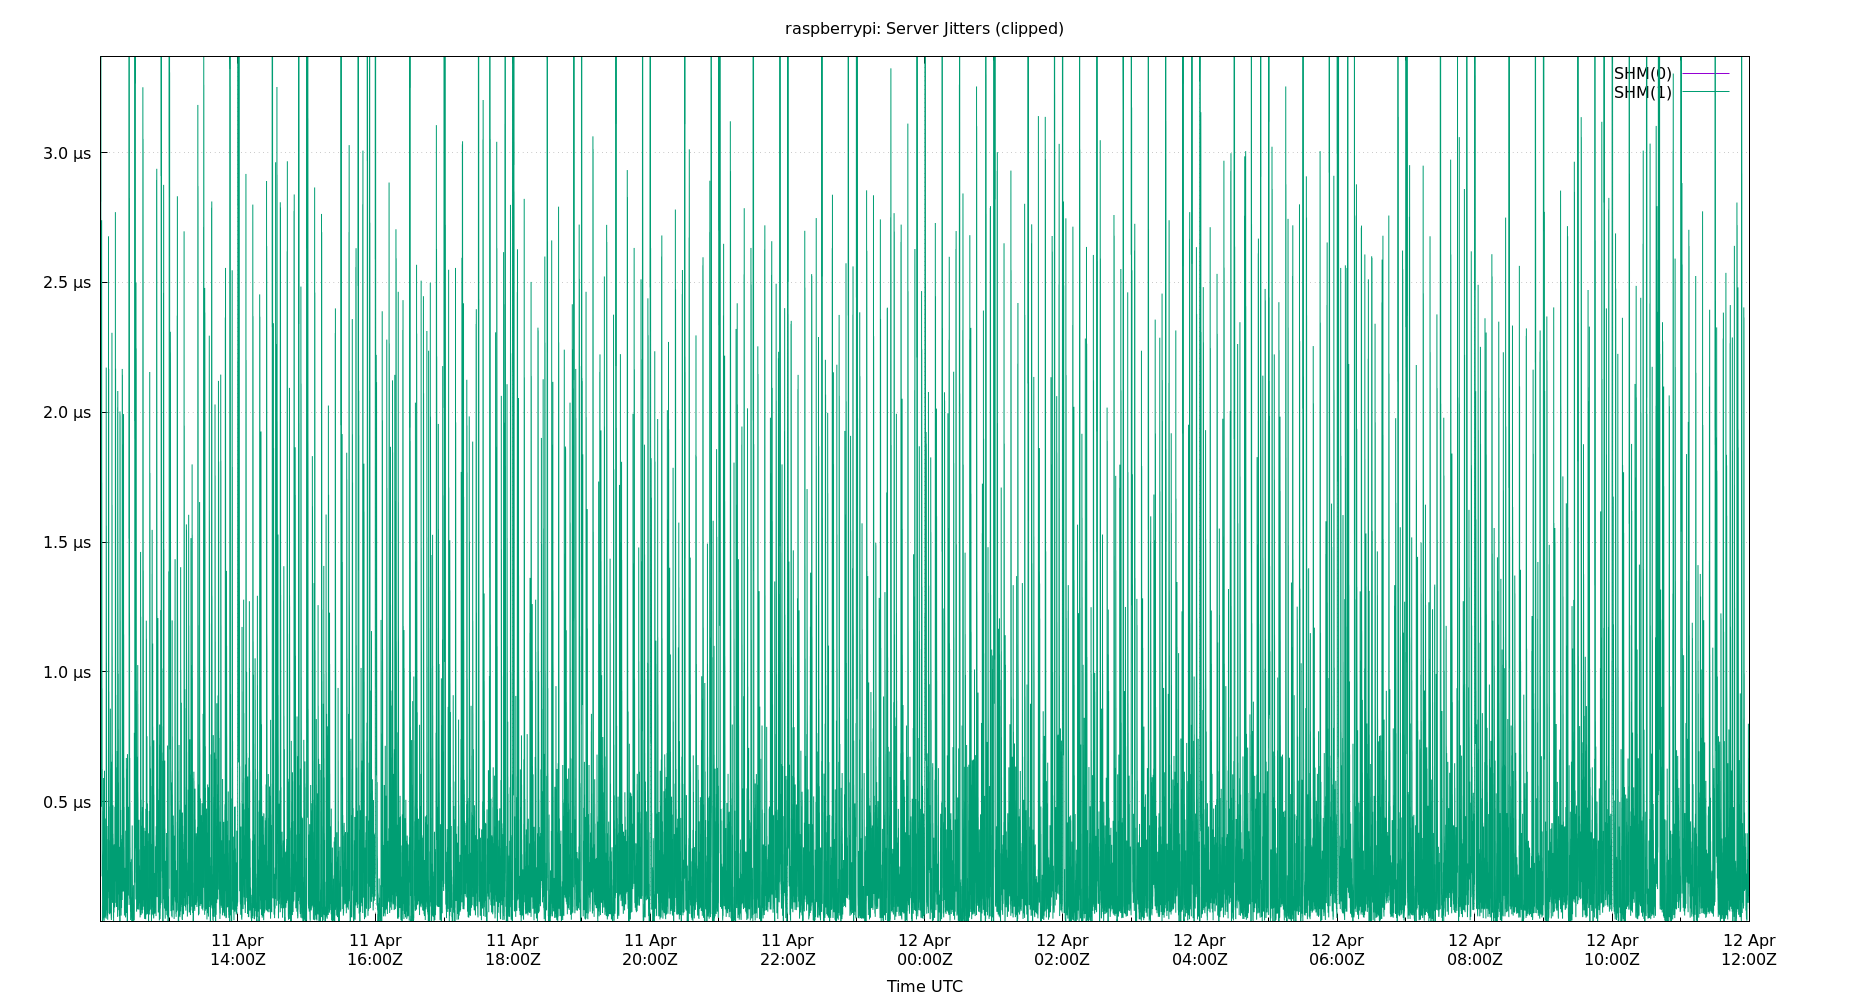 raspberrypi: Server Jitters (clipped)
SHM(0)
SHM(1)
3.0 µs
2.5 µs
2.0 µs
1.5 µs
1.0 µs
0.5 µs
11 Apr 11 Apr 11 Apr 11 Apr 11 Apr 12 Apr 12 Apr 12 Apr 12 Apr 12 Apr 12 Apr 12 Apr
14:00Z 16:00Z 18:00Z 20:00Z 22:00Z 00:00Z 02:00Z 04:00Z 06:00Z 08:00Z 10:00Z 12:00Z
Time UTC